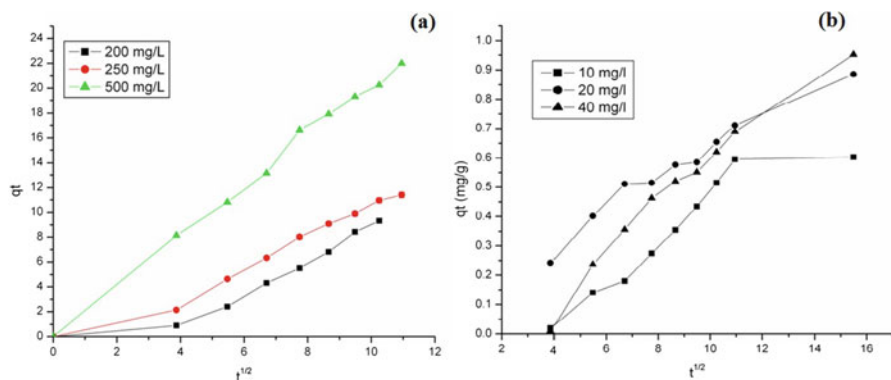 (a)
200 mg/L
250 mg/L
500 mg/L
24
22
20
18
16
14
12
10
8
6
4
2
0
qt
0 2 4 6 8 10 12
t1/2
(b)
10 mg/l
20 mg/l
40 mg/l
1.0
0.9
0.8
0.7
0.6
0.5
0.4
0.3
0.2
0.1
0.0
qt (mg/g)
2 4 6 8 10 12 14 16
t1/2